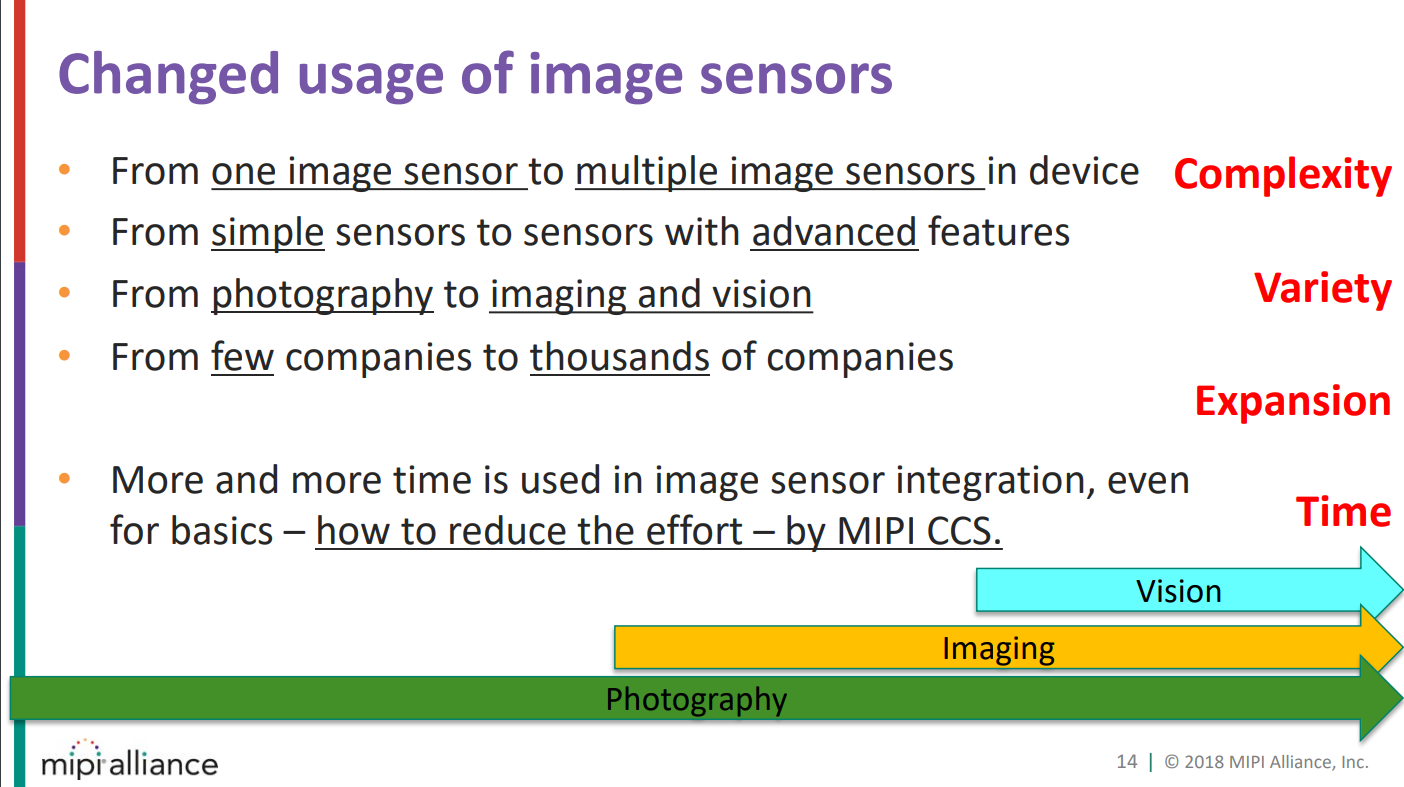 Changed usage of image sensors
• From one image sensor to multiple image sensors in device
Complexity
• From simple sensors to sensors with advanced features
• From photography to imaging and vision
Variety
• From few companies to thousands of companies
Expansion
• More and more time is used in image sensor integration, even
for basics – how to reduce the effort – by MIPI CCS.
Time
Vision
Imaging
Photography
mipi alliance
14 | © 2018 MIPI Alliance, Inc.